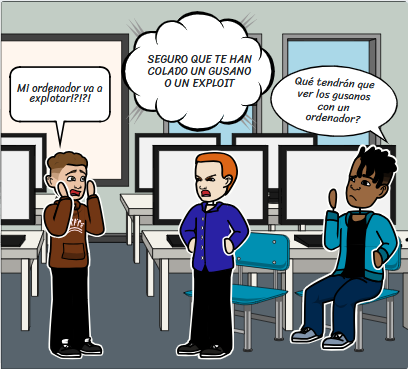 MI ordenador va a
explotar!?!?!
SEGURO QUE TE HAN
COLADO UN GUSANO
O UN EXPLOIT
Qué tendrán que
ver los gusanos
con un
ordenador?